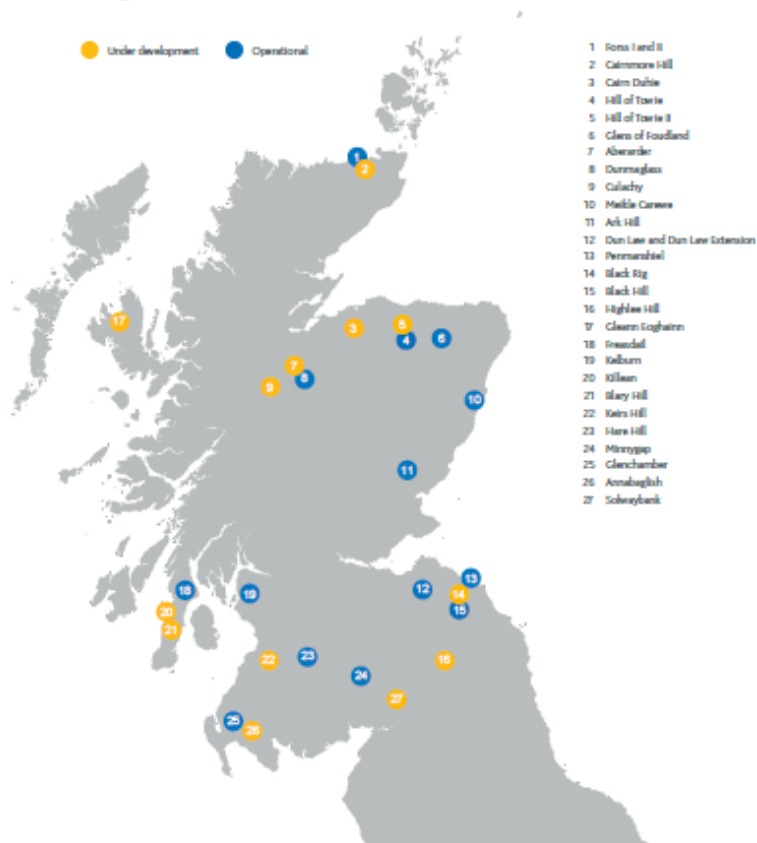 Under development
Operational
1 Forss I and II
2 Cairnmore Hill
3 Cairn Duhie
4 Hill of Towie
5 Hill of Towie II
6 Glens of Foudland
7 Aberarder
8 Dunmaglass
9 Culachy
10 Meikle Carewe
11 Ark Hill
12 Dun Law and Dun Law Extension
13 Penmanshiel
14 Black Rig
15 Black Hill
16 Highlee Hill
17 Gleann Eoghainn
18 Freasdail
19 Kelburn
20 Killean
21 Blary Hill
22 Keirs Hill
23 Hare Hill
24 Minnygap
25 Glenchamber
26 Annabaglish
27 Solwaybank
1
2
17
3
5
4
6
7
8
9
10
11
18
19
12
13
14
15
20
21
22
23
16
24
27
25
26